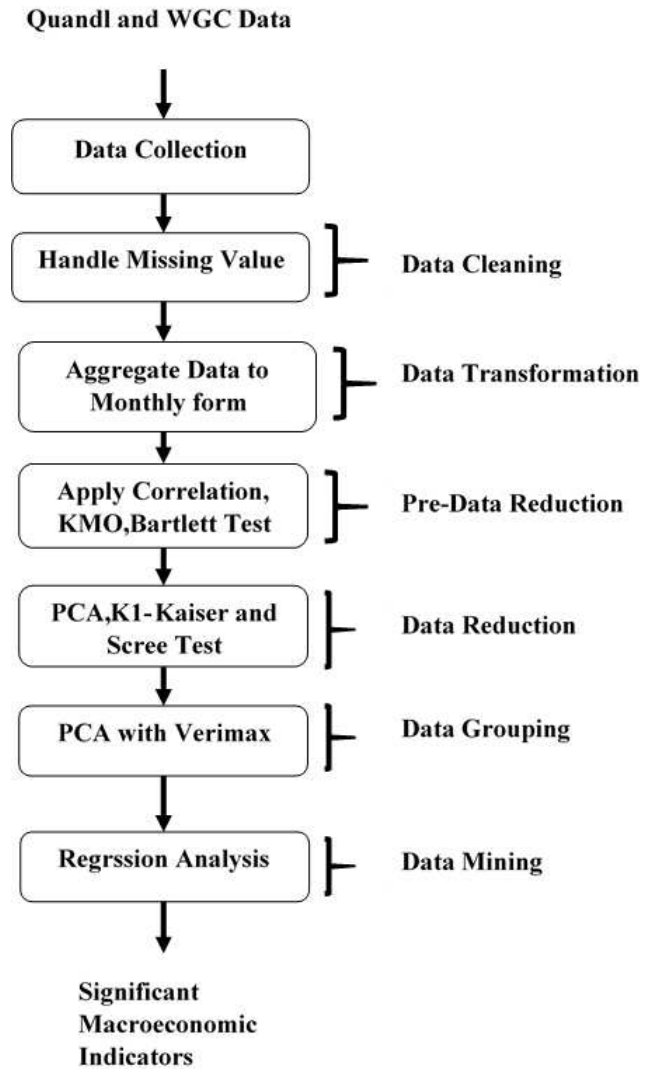 Quandl and WGC Data
Data Collection
Handle Missing Value
Data Cleaning
Aggregate Data to
Monthly form
Data Transformation
Apply Correlation,
KMO,Bartlett Test
Pre-Data Reduction
PCA,K1-Kaiser and
Scree Test
Data Reduction
PCA with Verimax
Data Grouping
Regrssion Analysis
Data Mining
Significant
Macroeconomic
Indicators